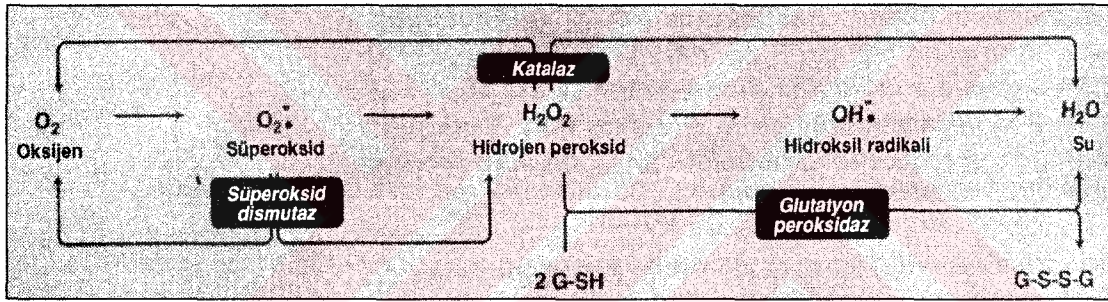 Katalaz
O₂ → O₂⁻• → H₂O₂ → OH⁻• → H₂O
Oksijen Süperoksid Hidrojen peroksid Hidroksil radikali Su
Süperoksid
dismutaz
Glutatyon
peroksidaz
2 G-SH G-S-S-G